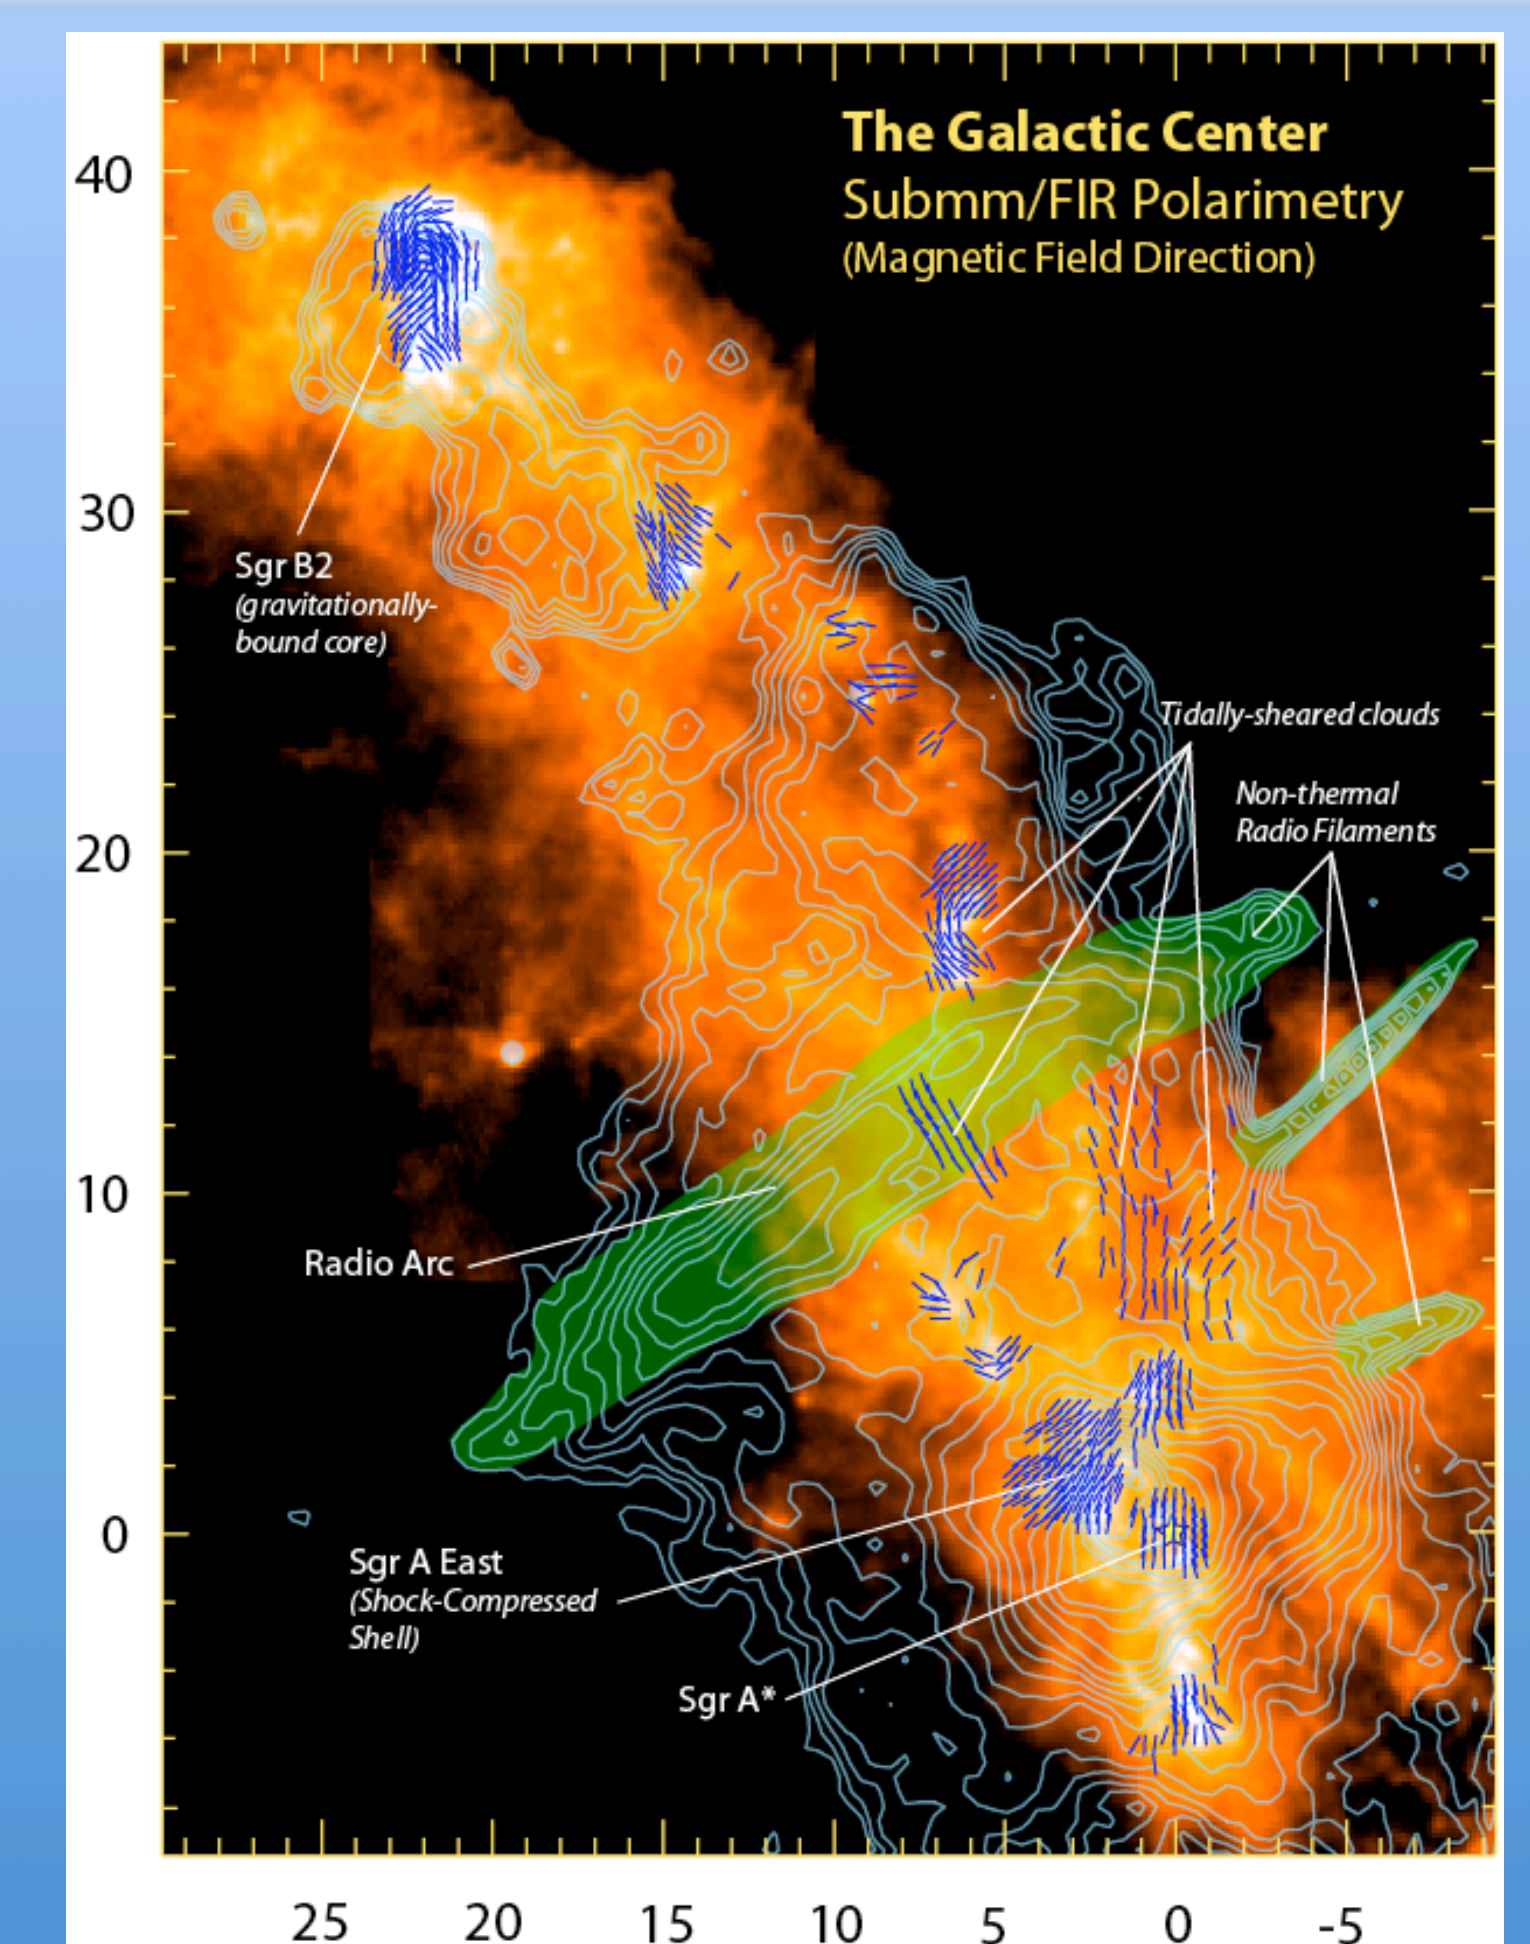 The Galactic Center
Submm/FIR Polarimetry
(Magnetic Field Direction)
40
30
20
10
0
Sgr B2
(gravitationally-
bound core)
Tidally-sheared clouds
Non-thermal
Radio Filaments
Radio Arc
Sgr A East
(Shock-Compressed
Shell)
Sgr A*
25 20 15 10 5 0 -5